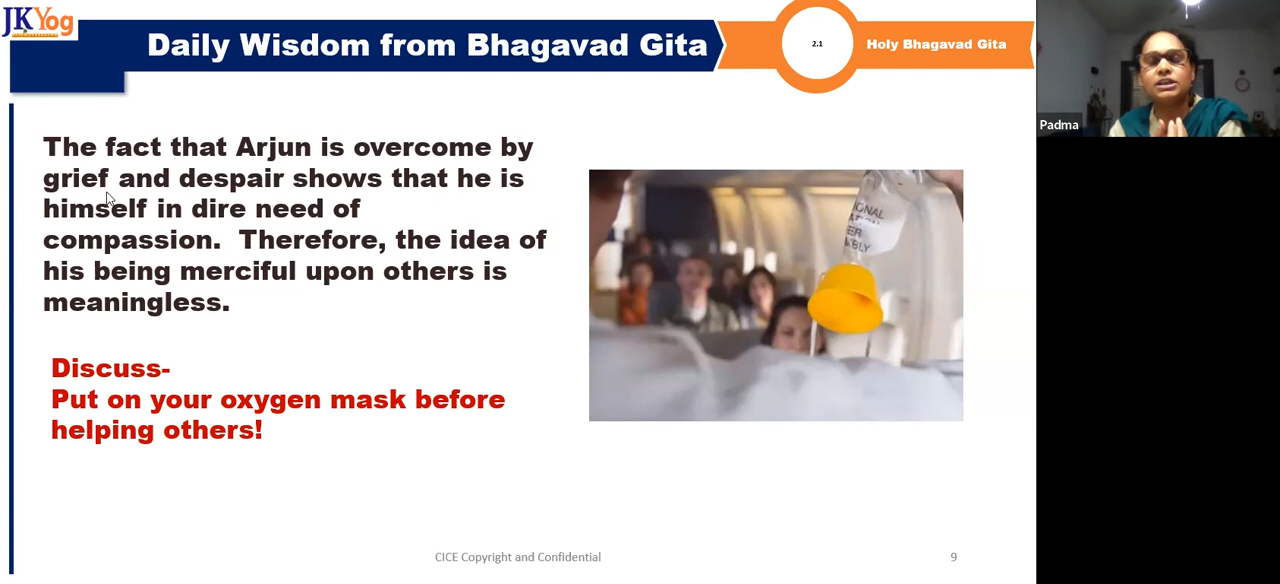 JKYog
Daily Wisdom from Bhagavad Gita
2.1
Holy Bhagavad Gita
Padma
The fact that Arjun is overcome by
grief and despair shows that he is
himself in dire need of
compassion.  Therefore, the idea of
his being merciful upon others is
meaningless.
Discuss-
Put on your oxygen mask before
helping others!
CICE Copyright and Confidential
9